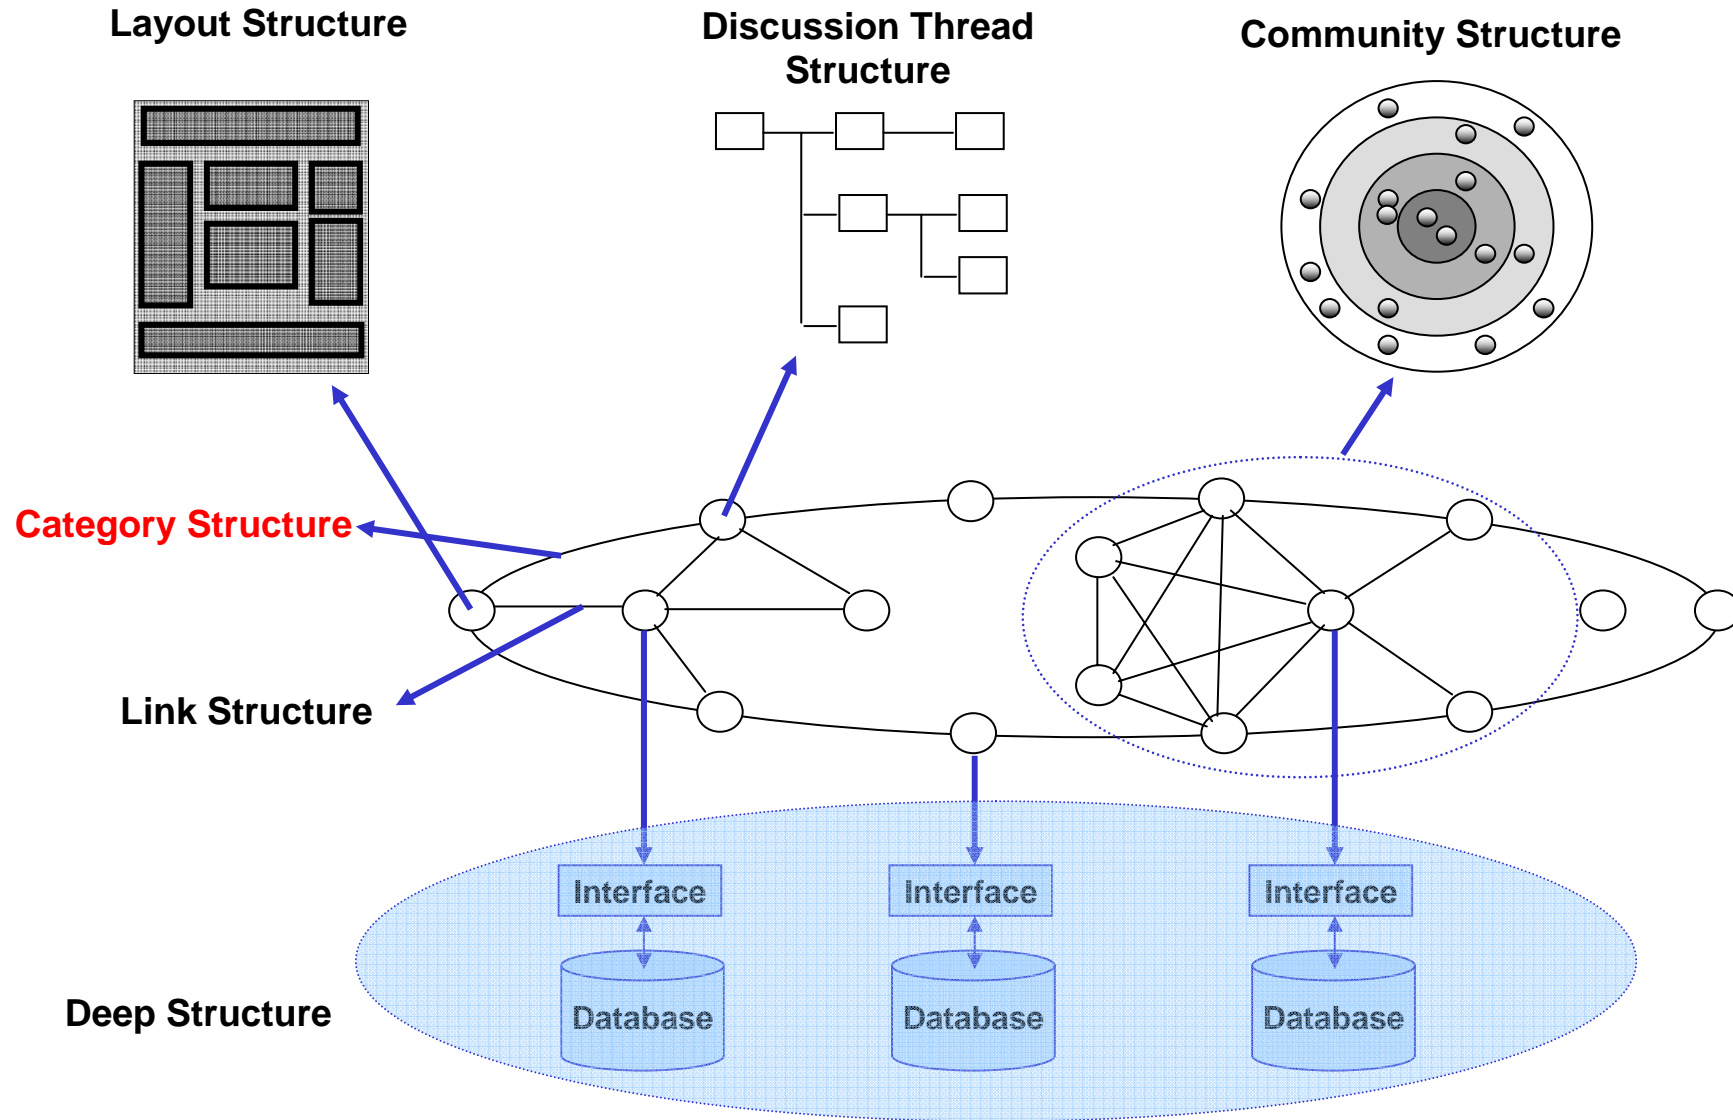 Layout Structure
Discussion Thread
Structure
Community Structure
Category Structure
Link Structure
Interface
Interface
Interface
Database
Database
Database
Deep Structure